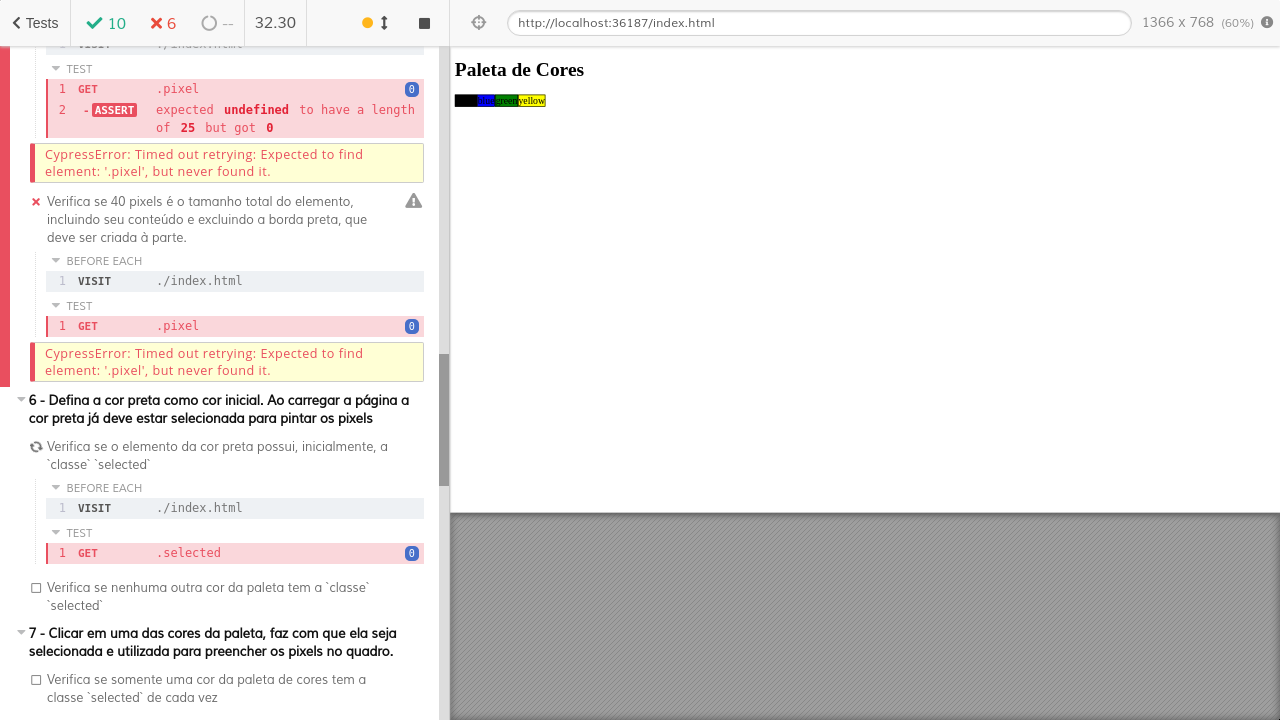 Tests 10 6 -- 32.30
http://localhost:36187/index.html 1366 x 768 (60%)
TEST
1 GET .pixel 0
2 - ASSERT expected undefined to have a length
of 25 but got 0
CypressError: Timed out retrying: Expected to find
element: '.pixel', but never found it.
Verifica se 40 pixels é o tamanho total do elemento,
incluindo seu conteúdo e excluindo a borda preta, que
deve ser criada à parte.
BEFORE EACH
1 VISIT ./index.html
TEST
1 GET .pixel 0
CypressError: Timed out retrying: Expected to find
element: '.pixel', but never found it.
6 - Defina a cor preta como cor inicial. Ao carregar a página a
cor preta já deve estar selecionada para pintar os pixels
Verifica se o elemento da cor preta possui, inicialmente, a
`classe` `selected`
BEFORE EACH
1 VISIT ./index.html
TEST
1 GET .selected 0
Verifica se nenhuma outra cor da paleta tem a `classe`
`selected`
7 - Clicar em uma das cores da paleta, faz com que ela seja
selecionada e utilizada para preencher os pixels no quadro.
Verifica se somente uma cor da paleta de cores tem a
classe `selected` de cada vez
Paleta de Cores
blue green yellow